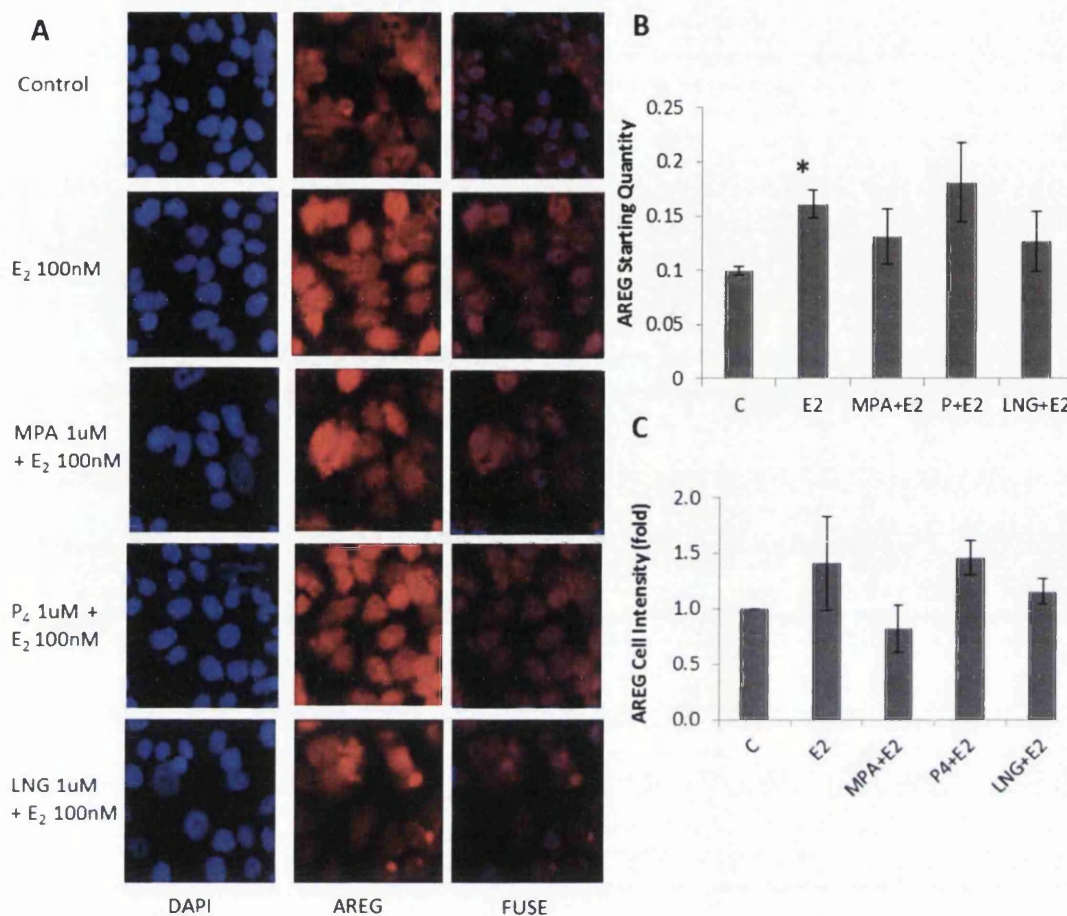 A
Control
E2 100nM
MPA 1uM
+ E2 100nM
P4 1uM +
E2 100nM
LNG 1uM
+ E2 100nM
DAPI
AREG
FUSE
B
AREG Starting Quantity
0.25
0.2
0.15
0.1
0.05
0
*
C
E2
MPA+E2
P+E2
LNG+E2
C
AREG Cell Intensity (fold)
2.0
1.5
1.0
0.5
0.0
C
E2
MPA+E2
P4+E2
LNG+E2